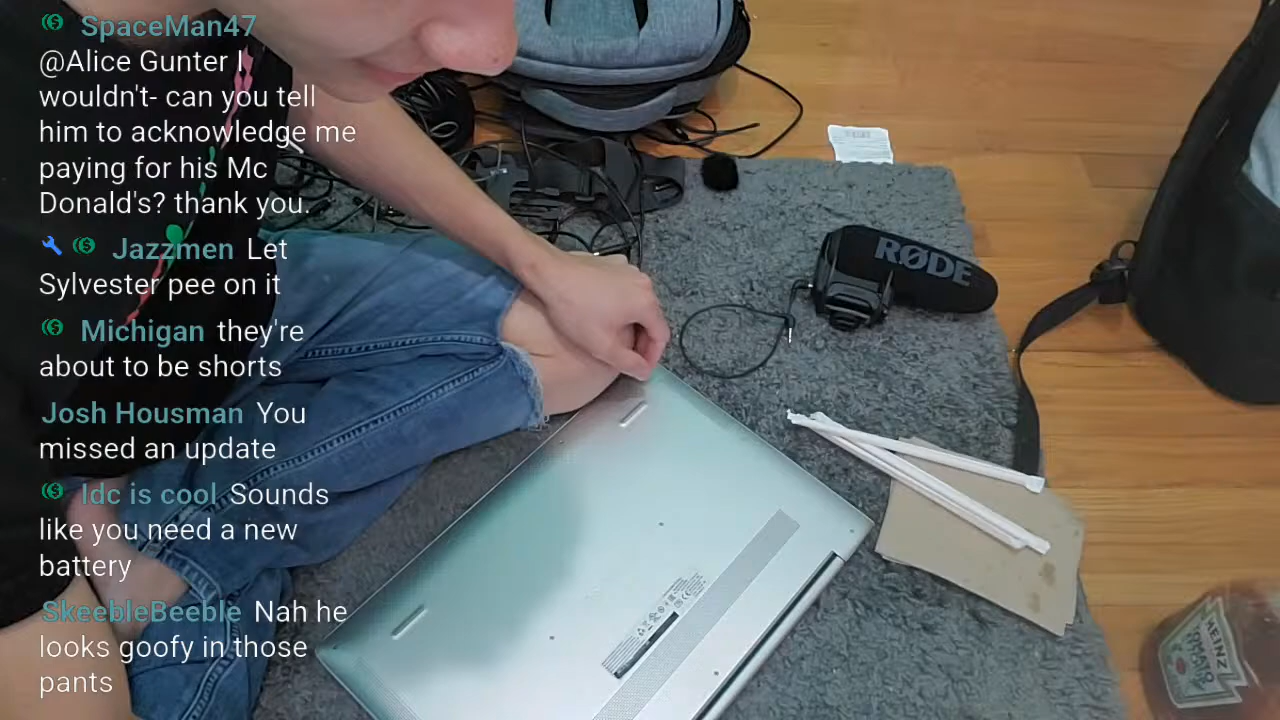 SpaceMan47
@Alice Gunter I
wouldn't- can you tell
him to acknowledge me
paying for his Mc
Donald's? thank you.
Jazzmen Let
Sylvester pee on it
Michigan they're
about to be shorts
Josh Housman You
missed an update
Idc is cool Sounds
like you need a new
battery
SkeebleBeeble Nah he
looks goofy in those
pants
RØDE
HEINZ